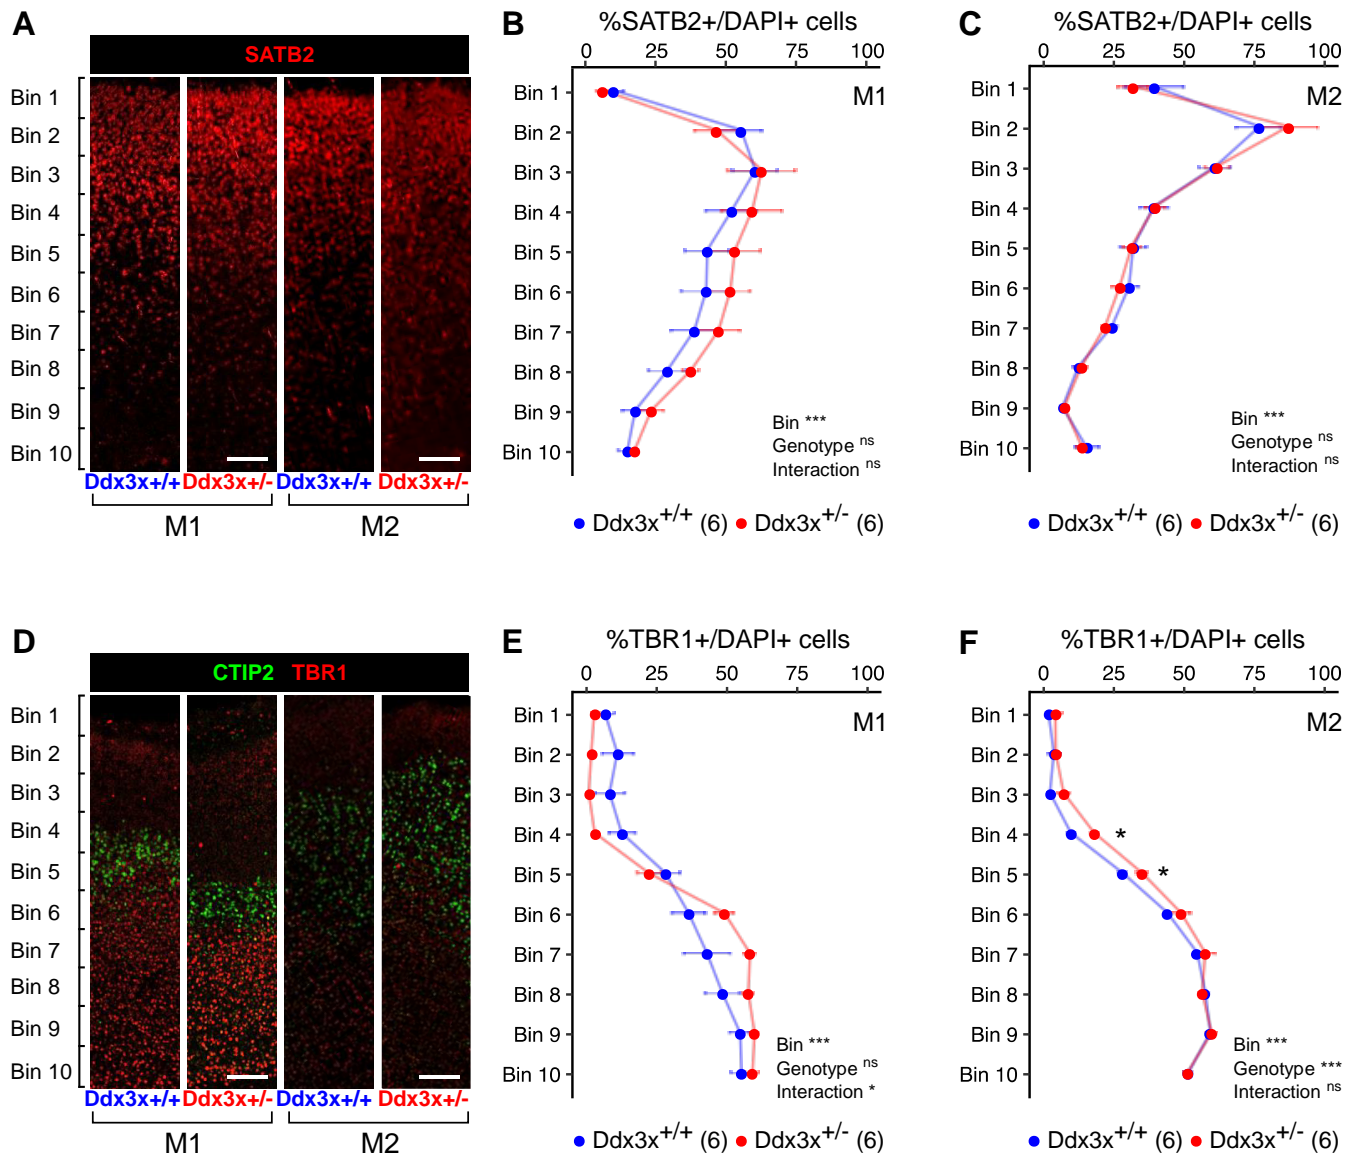 A
SATB2
Bin 1
Bin 2
Bin 3
Bin 4
Bin 5
Bin 6
Bin 7
Bin 8
Bin 9
Bin 10
Ddx3x+/+ Ddx3x+/- Ddx3x+/+ Ddx3x+/-
M1 M2
B
%SATB2+/DAPI+ cells
0 25 50 75 100
M1
Bin 1
Bin 2
Bin 3
Bin 4
Bin 5
Bin 6
Bin 7
Bin 8
Bin 9
Bin 10
Bin ***
Genotype ns
Interaction ns
Ddx3x+/+ (6) Ddx3x+/- (6)
C
%SATB2+/DAPI+ cells
0 25 50 75 100
M2
Bin 1
Bin 2
Bin 3
Bin 4
Bin 5
Bin 6
Bin 7
Bin 8
Bin 9
Bin 10
Bin ***
Genotype ns
Interaction ns
Ddx3x+/+ (6) Ddx3x+/- (6)
D
CTIP2 TBR1
Bin 1
Bin 2
Bin 3
Bin 4
Bin 5
Bin 6
Bin 7
Bin 8
Bin 9
Bin 10
Ddx3x+/+ Ddx3x+/- Ddx3x+/+ Ddx3x+/-
M1 M2
E
%TBR1+/DAPI+ cells
0 25 50 75 100
M1
Bin 1
Bin 2
Bin 3
Bin 4
Bin 5
Bin 6
Bin 7
Bin 8
Bin 9
Bin 10
Bin ***
Genotype ns
Interaction *
Ddx3x+/+ (6) Ddx3x+/- (6)
F
%TBR1+/DAPI+ cells
0 25 50 75 100
M2
Bin 1
Bin 2
Bin 3
Bin 4 *
Bin 5 *
Bin 6
Bin 7
Bin 8
Bin 9
Bin 10
Bin ***
Genotype ***
Interaction ns
Ddx3x+/+ (6) Ddx3x+/- (6)